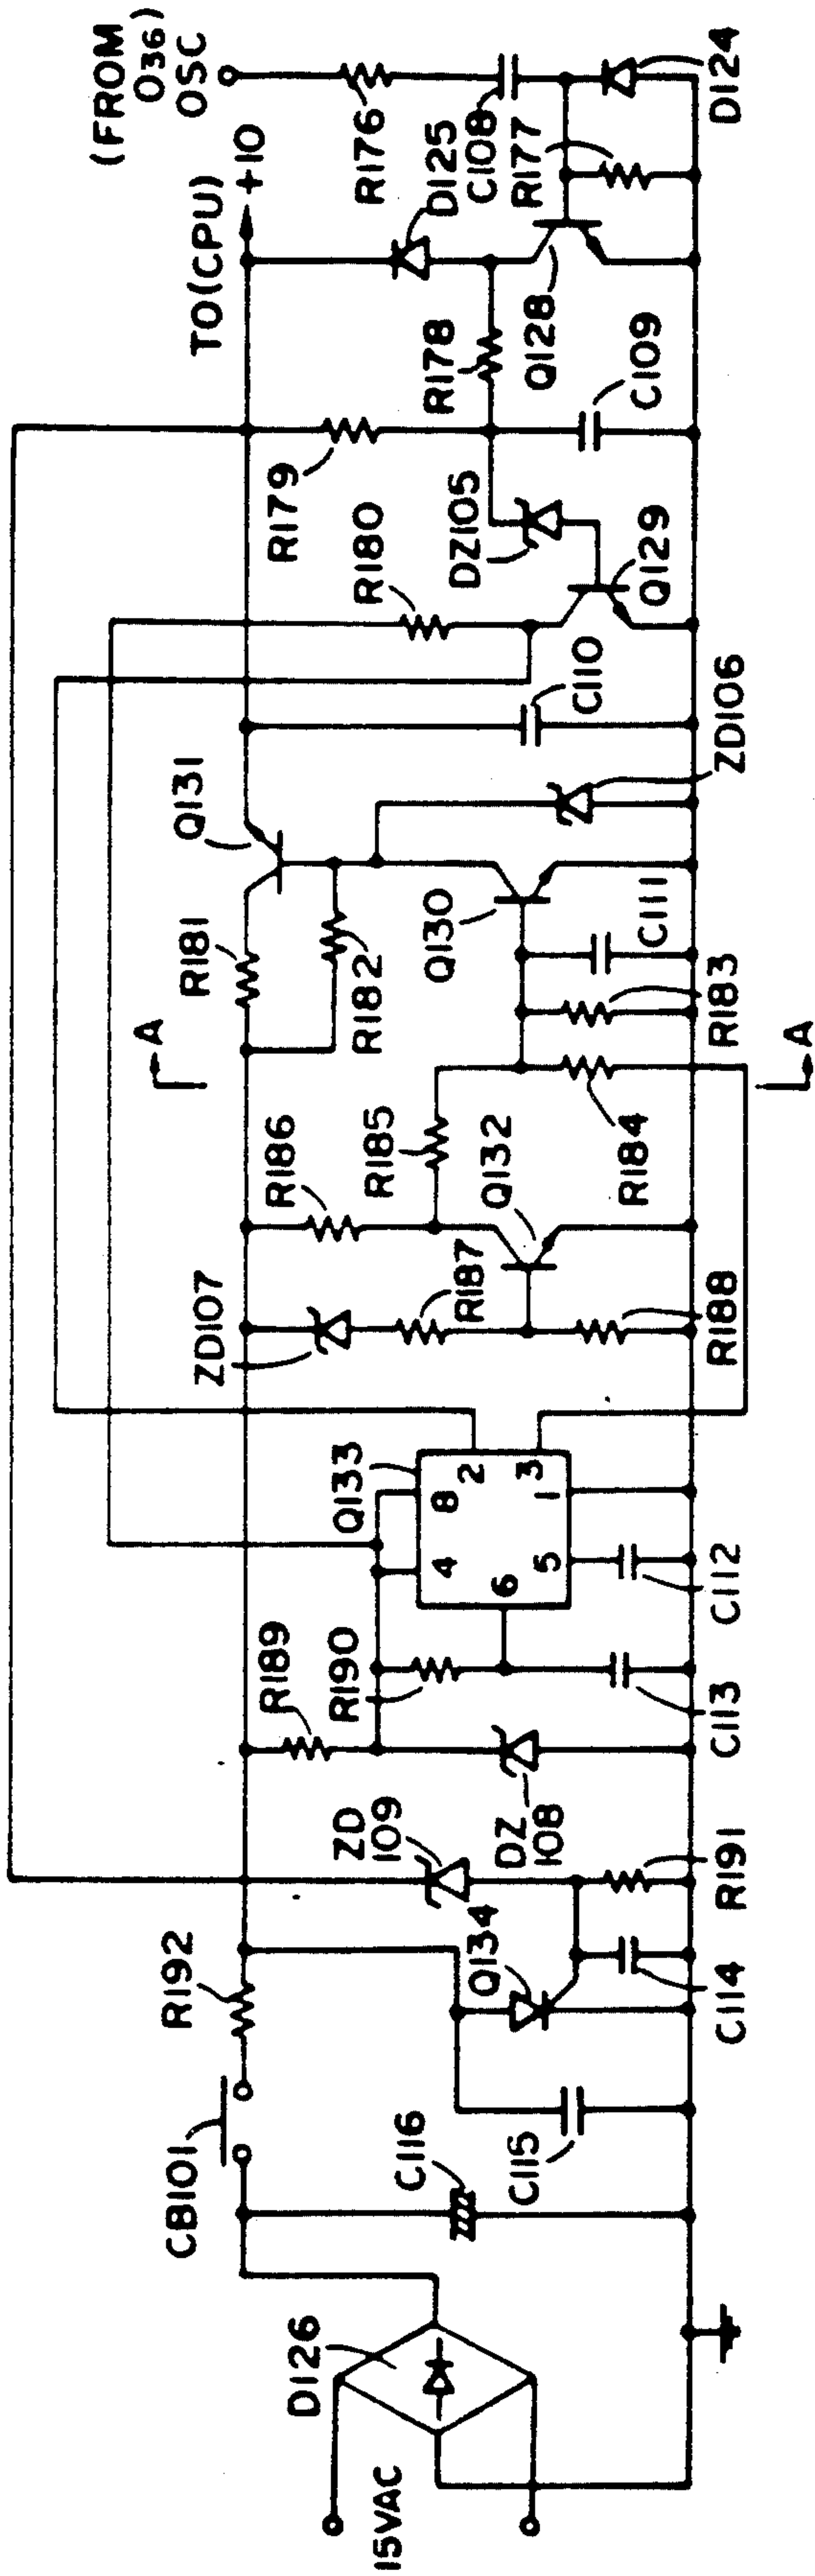 (FROM
O36)
OSC
TO(CPU)
+10
R176
D125
C108
R177
D124
R178
Q128
C109
R179
DZ105
R180
Q129
C110
ZD106
Q131
R181
R182
Q130
C111
R183
A
A
R184
R185
R186
Q132
R187
R188
ZD107
Q133
8
2
4
3
6
5
1
C112
R189
R190
C113
DZ
108
ZD
109
R191
Q134
C114
R192
CB101
C115
C116
D126
15VAC